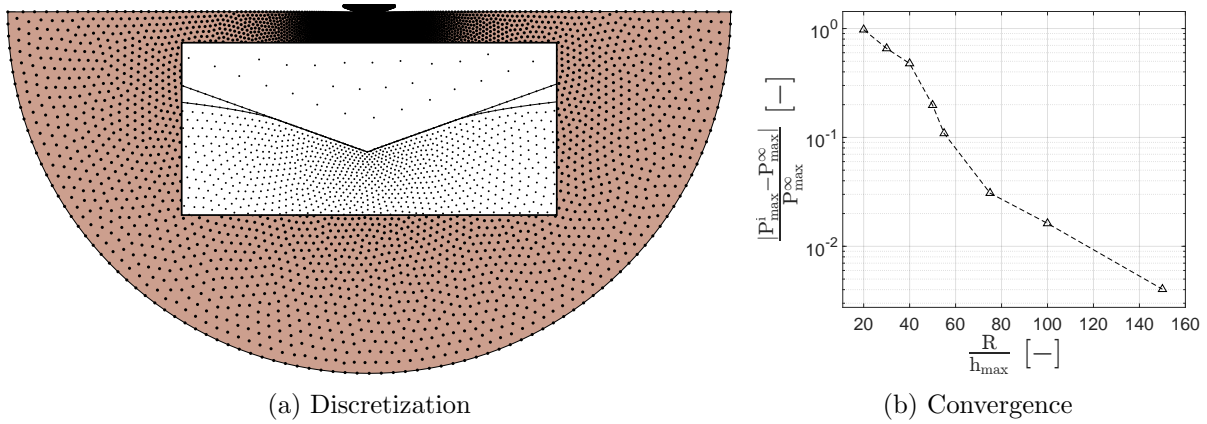 10^0
10^-1
10^-2
|P^i_max−P^∞_max|
P^∞_max
[−]
20 40 60 80 100 120 140 160
R
h_max
[−]
(a) Discretization
(b) Convergence